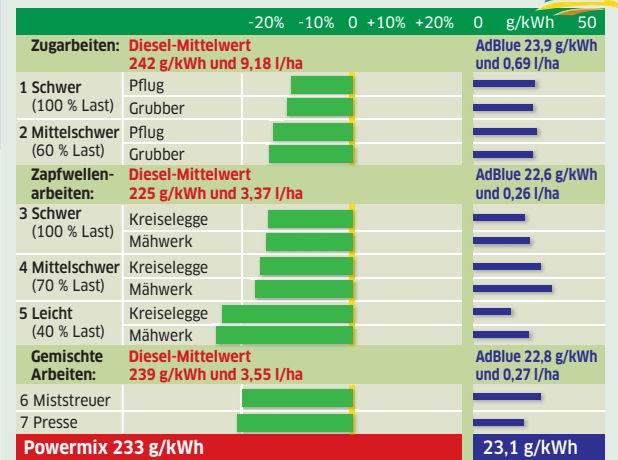 -20% -10% 0 +10% +20% 0 g/kWh 50
Zugarbeiten: Diesel-Mittelwert AdBlue 23,9 g/kWh
242 g/kWh und 9,18 l/ha und 0,69 l/ha
1 Schwer Pflug
(100 % Last) Grubber
2 Mittelschwer Pflug
(60 % Last) Grubber
Zapfwellen- Diesel-Mittelwert AdBlue 22,6 g/kWh
arbeiten: 225 g/kWh und 3,37 l/ha und 0,26 l/ha
3 Schwer Kreiselegge
(100 % Last) Mähwerk
4 Mittelschwer Kreiselegge
(70 % Last) Mähwerk
5 Leicht Kreiselegge
(40 % Last) Mähwerk
Gemischte Diesel-Mittelwert AdBlue 22,8 g/kWh
Arbeiten: 239 g/kWh und 3,55 l/ha und 0,27 l/ha
6 Miststreuer
7 Presse
Powermix 233 g/kWh 23,1 g/kWh